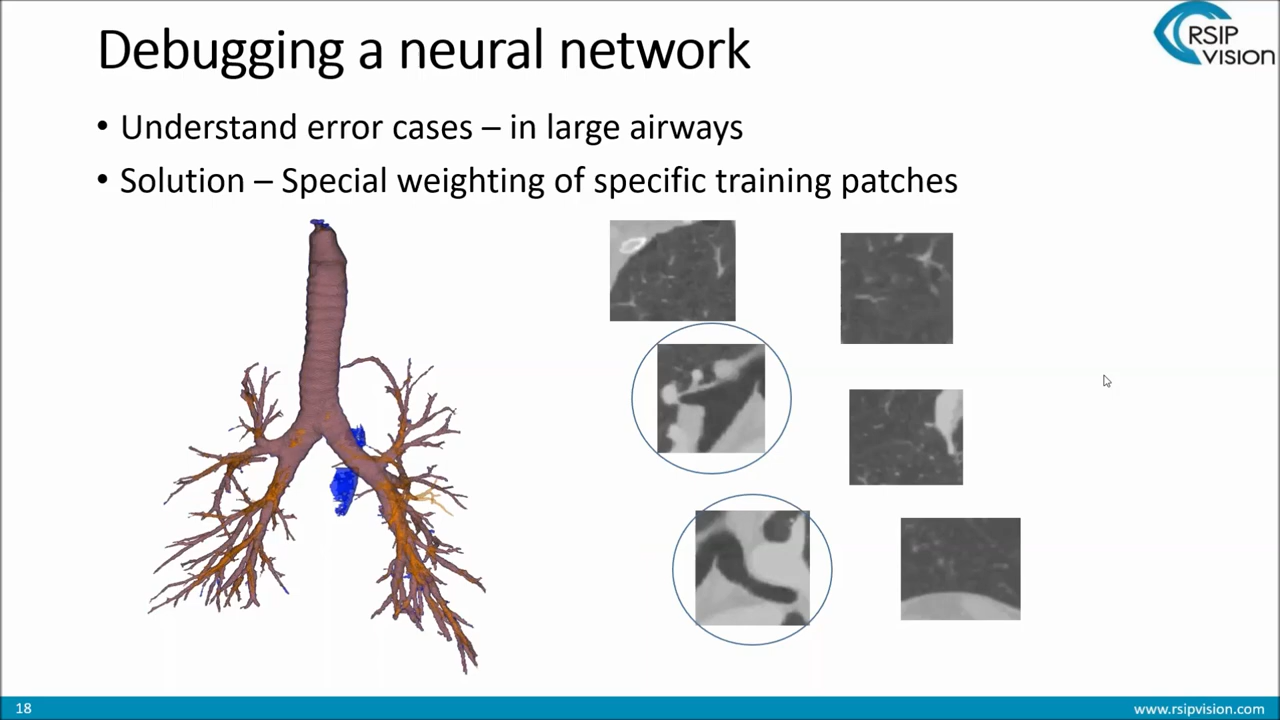 Debugging a neural network
RSIP
VISION
• Understand error cases – in large airways
• Solution – Special weighting of specific training patches
18
www.rsipvision.com